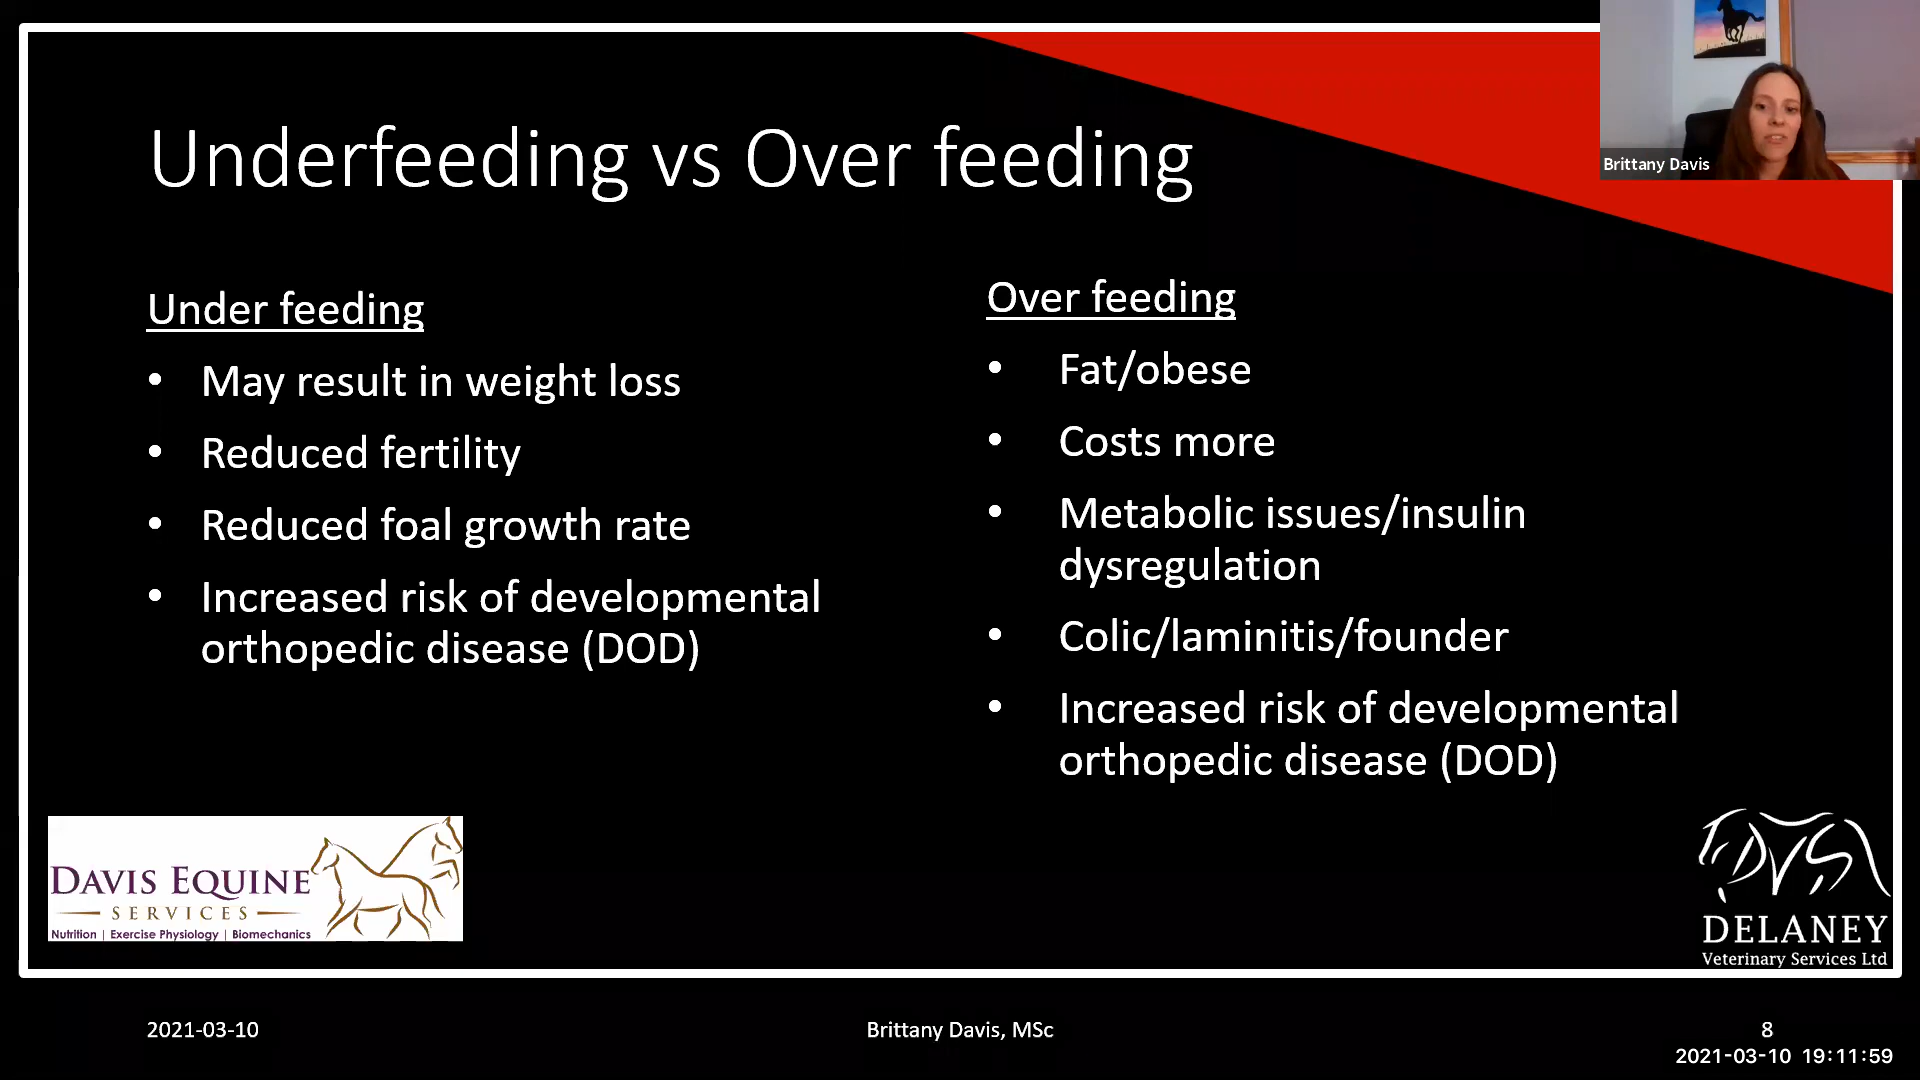 Brittany Davis
Underfeeding vs Over feeding
Under feeding
• May result in weight loss
• Reduced fertility
• Reduced foal growth rate
• Increased risk of developmental
orthopedic disease (DOD)
Over feeding
• Fat/obese
• Costs more
• Metabolic issues/insulin
dysregulation
• Colic/laminitis/founder
• Increased risk of developmental
orthopedic disease (DOD)
DAVIS EQUINE
SERVICES
Nutrition | Exercise Physiology | Biomechanics
DVS
DELANEY
Veterinary Services Ltd
2021-03-10
Brittany Davis, MSc
8
2021-03-10 19:11:59